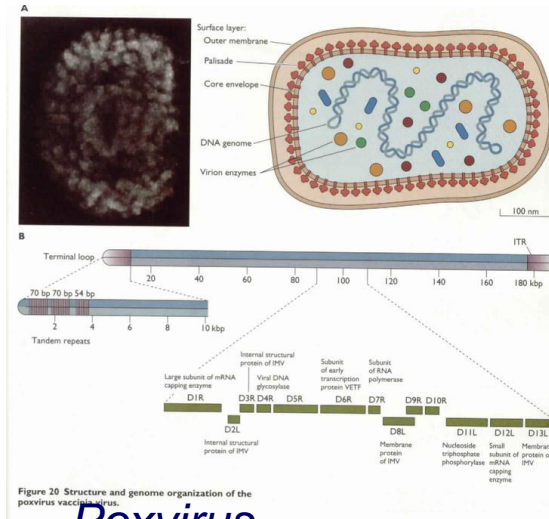 A
Surface layer:
Outer membrane
Palisade
Core envelope
DNA genome
Virion enzymes
100 nm
B
ITR
Terminal loop
20 40 60 80 100 120 140 160 180 kbp
70 bp 70 bp 54 bp
2 4 6 8 10 kbp
Tandem repeats
Large subunit of mRNA
capping enzyme
Internal structural
protein of IMV
Viral DNA
glycosylase
Subunit
of early
transcription
protein VETF
Subunit
of RNA
polymerase
D1R D3R D4R D5R D6R D7R D9R D10R
D2L D8L D11L D12L D13L
Internal structural
protein of IMV
Membrane
protein
of IMV
Nucleoside
triphosphate
phosphorylase
Small
subunit of
mRNA
capping
enzyme
Membrane
protein of
IMV
Figure 20 Structure and genome organization of the
poxvirus vaccinia virus.
Poxvirus